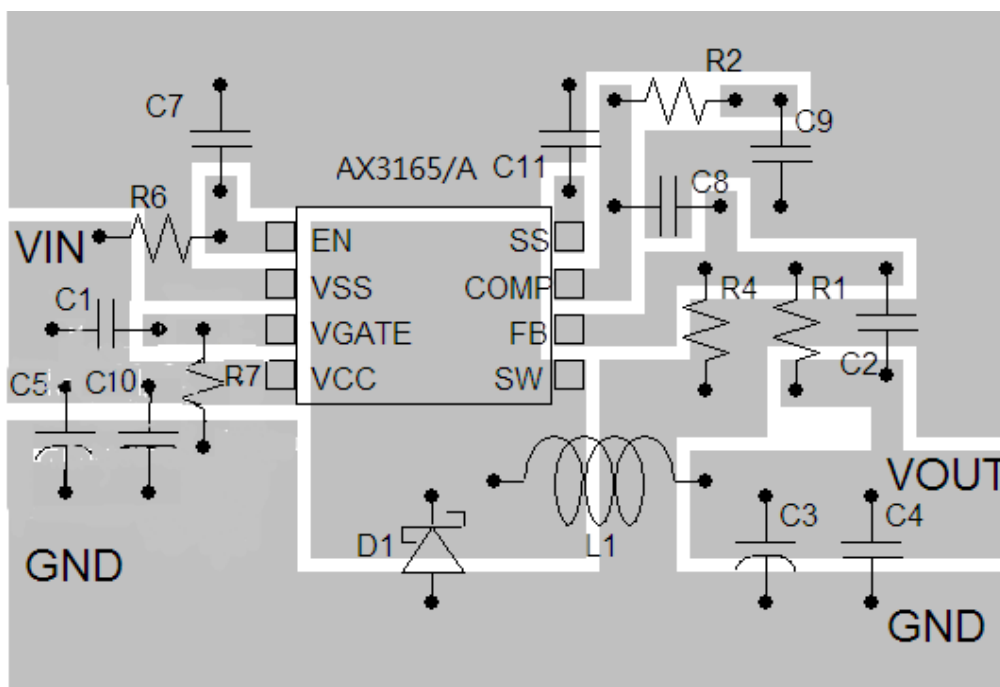 R2
C7
C9
AX3165/A
C11
R6
C8
VIN
EN
SS
VSS
COMP
C1
R4
R1
VGATE
FB
C5
C10
R7
VCC
SW
C2
VOUT
C3
C4
D1
L1
GND
GND